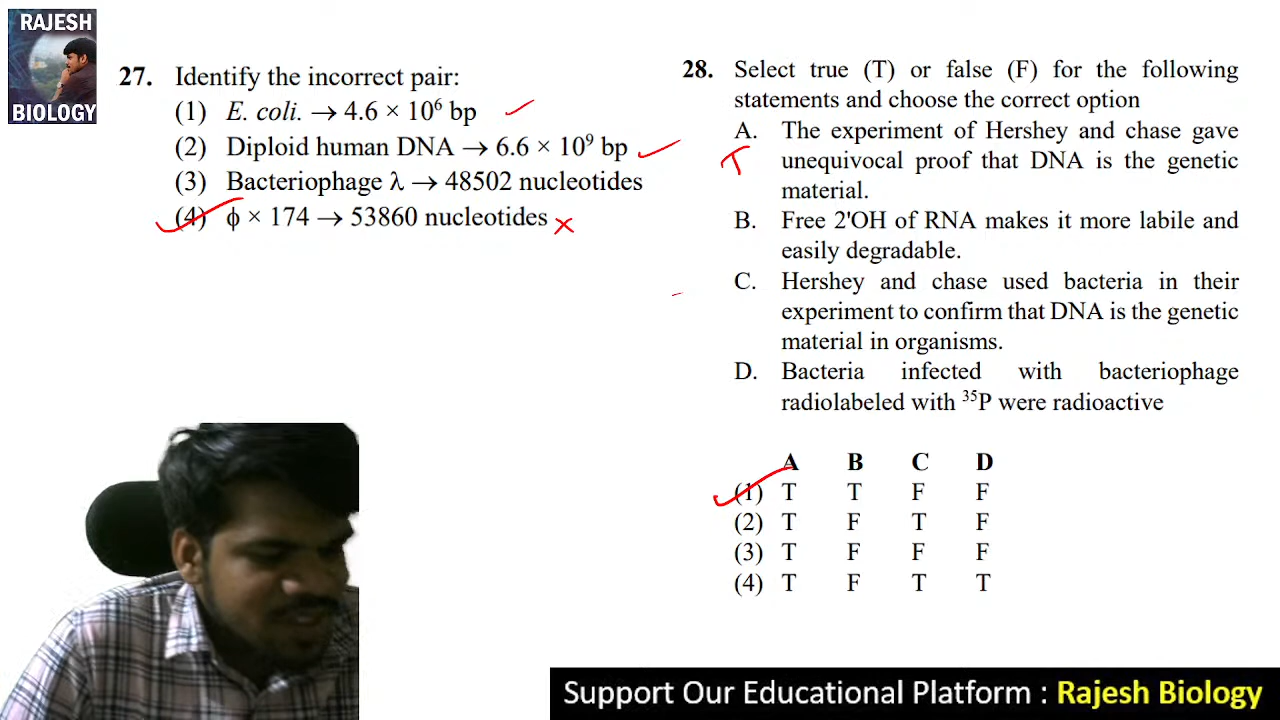 RAJESH
BIOLOGY
27. Identify the incorrect pair:
(1) E. coli. → 4.6 × 10⁶ bp
(2) Diploid human DNA → 6.6 × 10⁹ bp
(3) Bacteriophage λ → 48502 nucleotides
(4) ϕ × 174 → 53860 nucleotides
28. Select true (T) or false (F) for the following
statements and choose the correct option
A. The experiment of Hershey and chase gave
T unequivocal proof that DNA is the genetic
material.
B. Free 2'OH of RNA makes it more labile and
easily degradable.
C. Hershey and chase used bacteria in their
experiment to confirm that DNA is the genetic
material in organisms.
D. Bacteria infected with bacteriophage
radiolabeled with ³⁵P were radioactive
A B C D
(1) T T F F
(2) T F T F
(3) T F F F
(4) T F T T
Support Our Educational Platform : Rajesh Biology